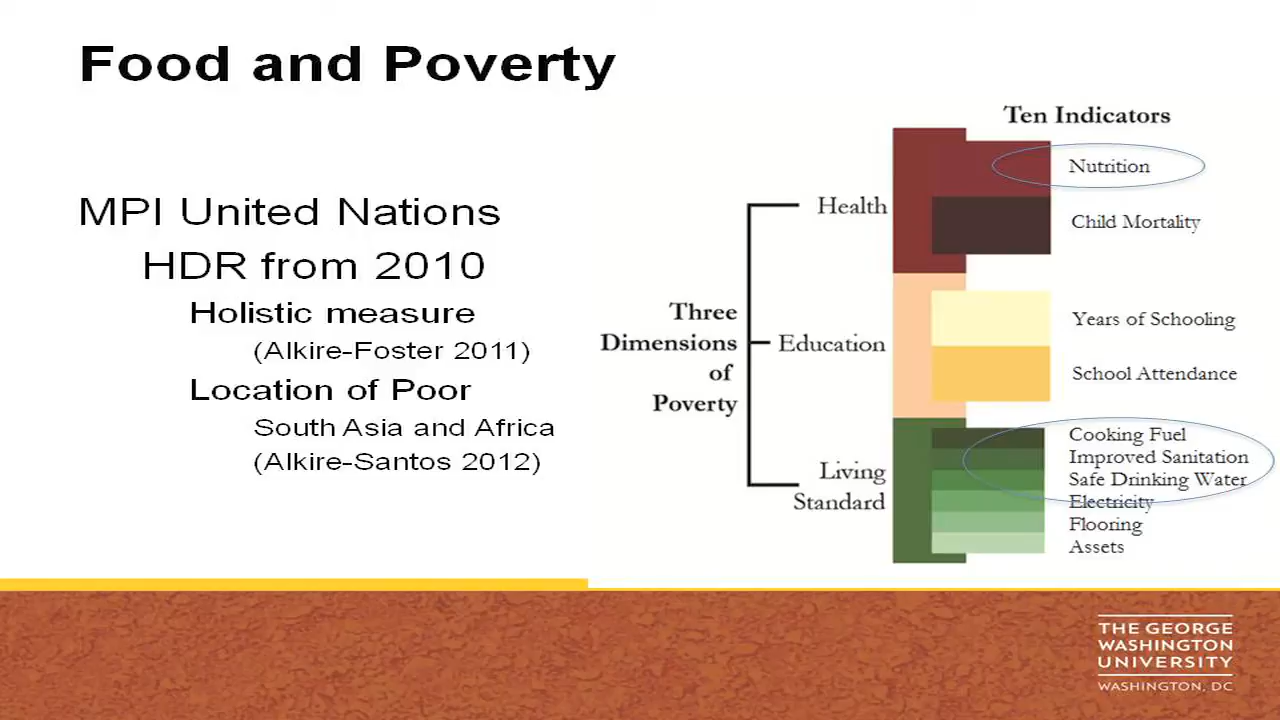 Food and Poverty
MPI United Nations
HDR from 2010
Holistic measure
(Alkire-Foster 2011)
Location of Poor
South Asia and Africa
(Alkire-Santos 2012)
Ten Indicators
Three
Dimensions
of
Poverty
Health
Nutrition
Child Mortality
Education
Years of Schooling
School Attendance
Living
Standard
Cooking Fuel
Improved Sanitation
Safe Drinking Water
Electricity
Flooring
Assets
THE GEORGE
WASHINGTON
UNIVERSITY
WASHINGTON, DC